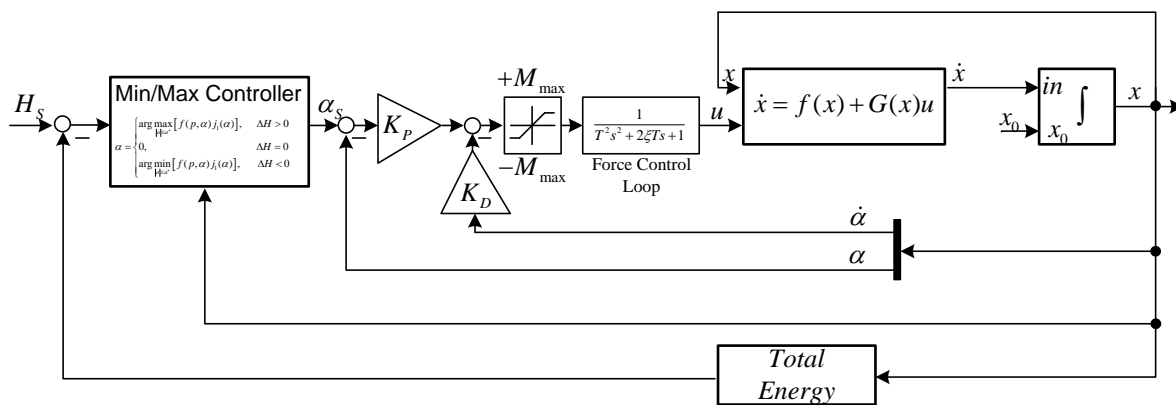 H_S
−
Min/Max Controller
α = { arg max_{|α|≤α*} [f(p,α) j_i(α)], ΔH > 0
0, ΔH = 0
arg min [f(p,α) j_i(α)], ΔH < 0
α_S
−
K_P
−
K_D
+M_max
−M_max
1
T²s² + 2ξTs + 1
Force Control
Loop
u
x
ẋ = f(x) + G(x)u
ẋ
in
∫
x_0
x_0
x
α̇
α
Total
Energy
−